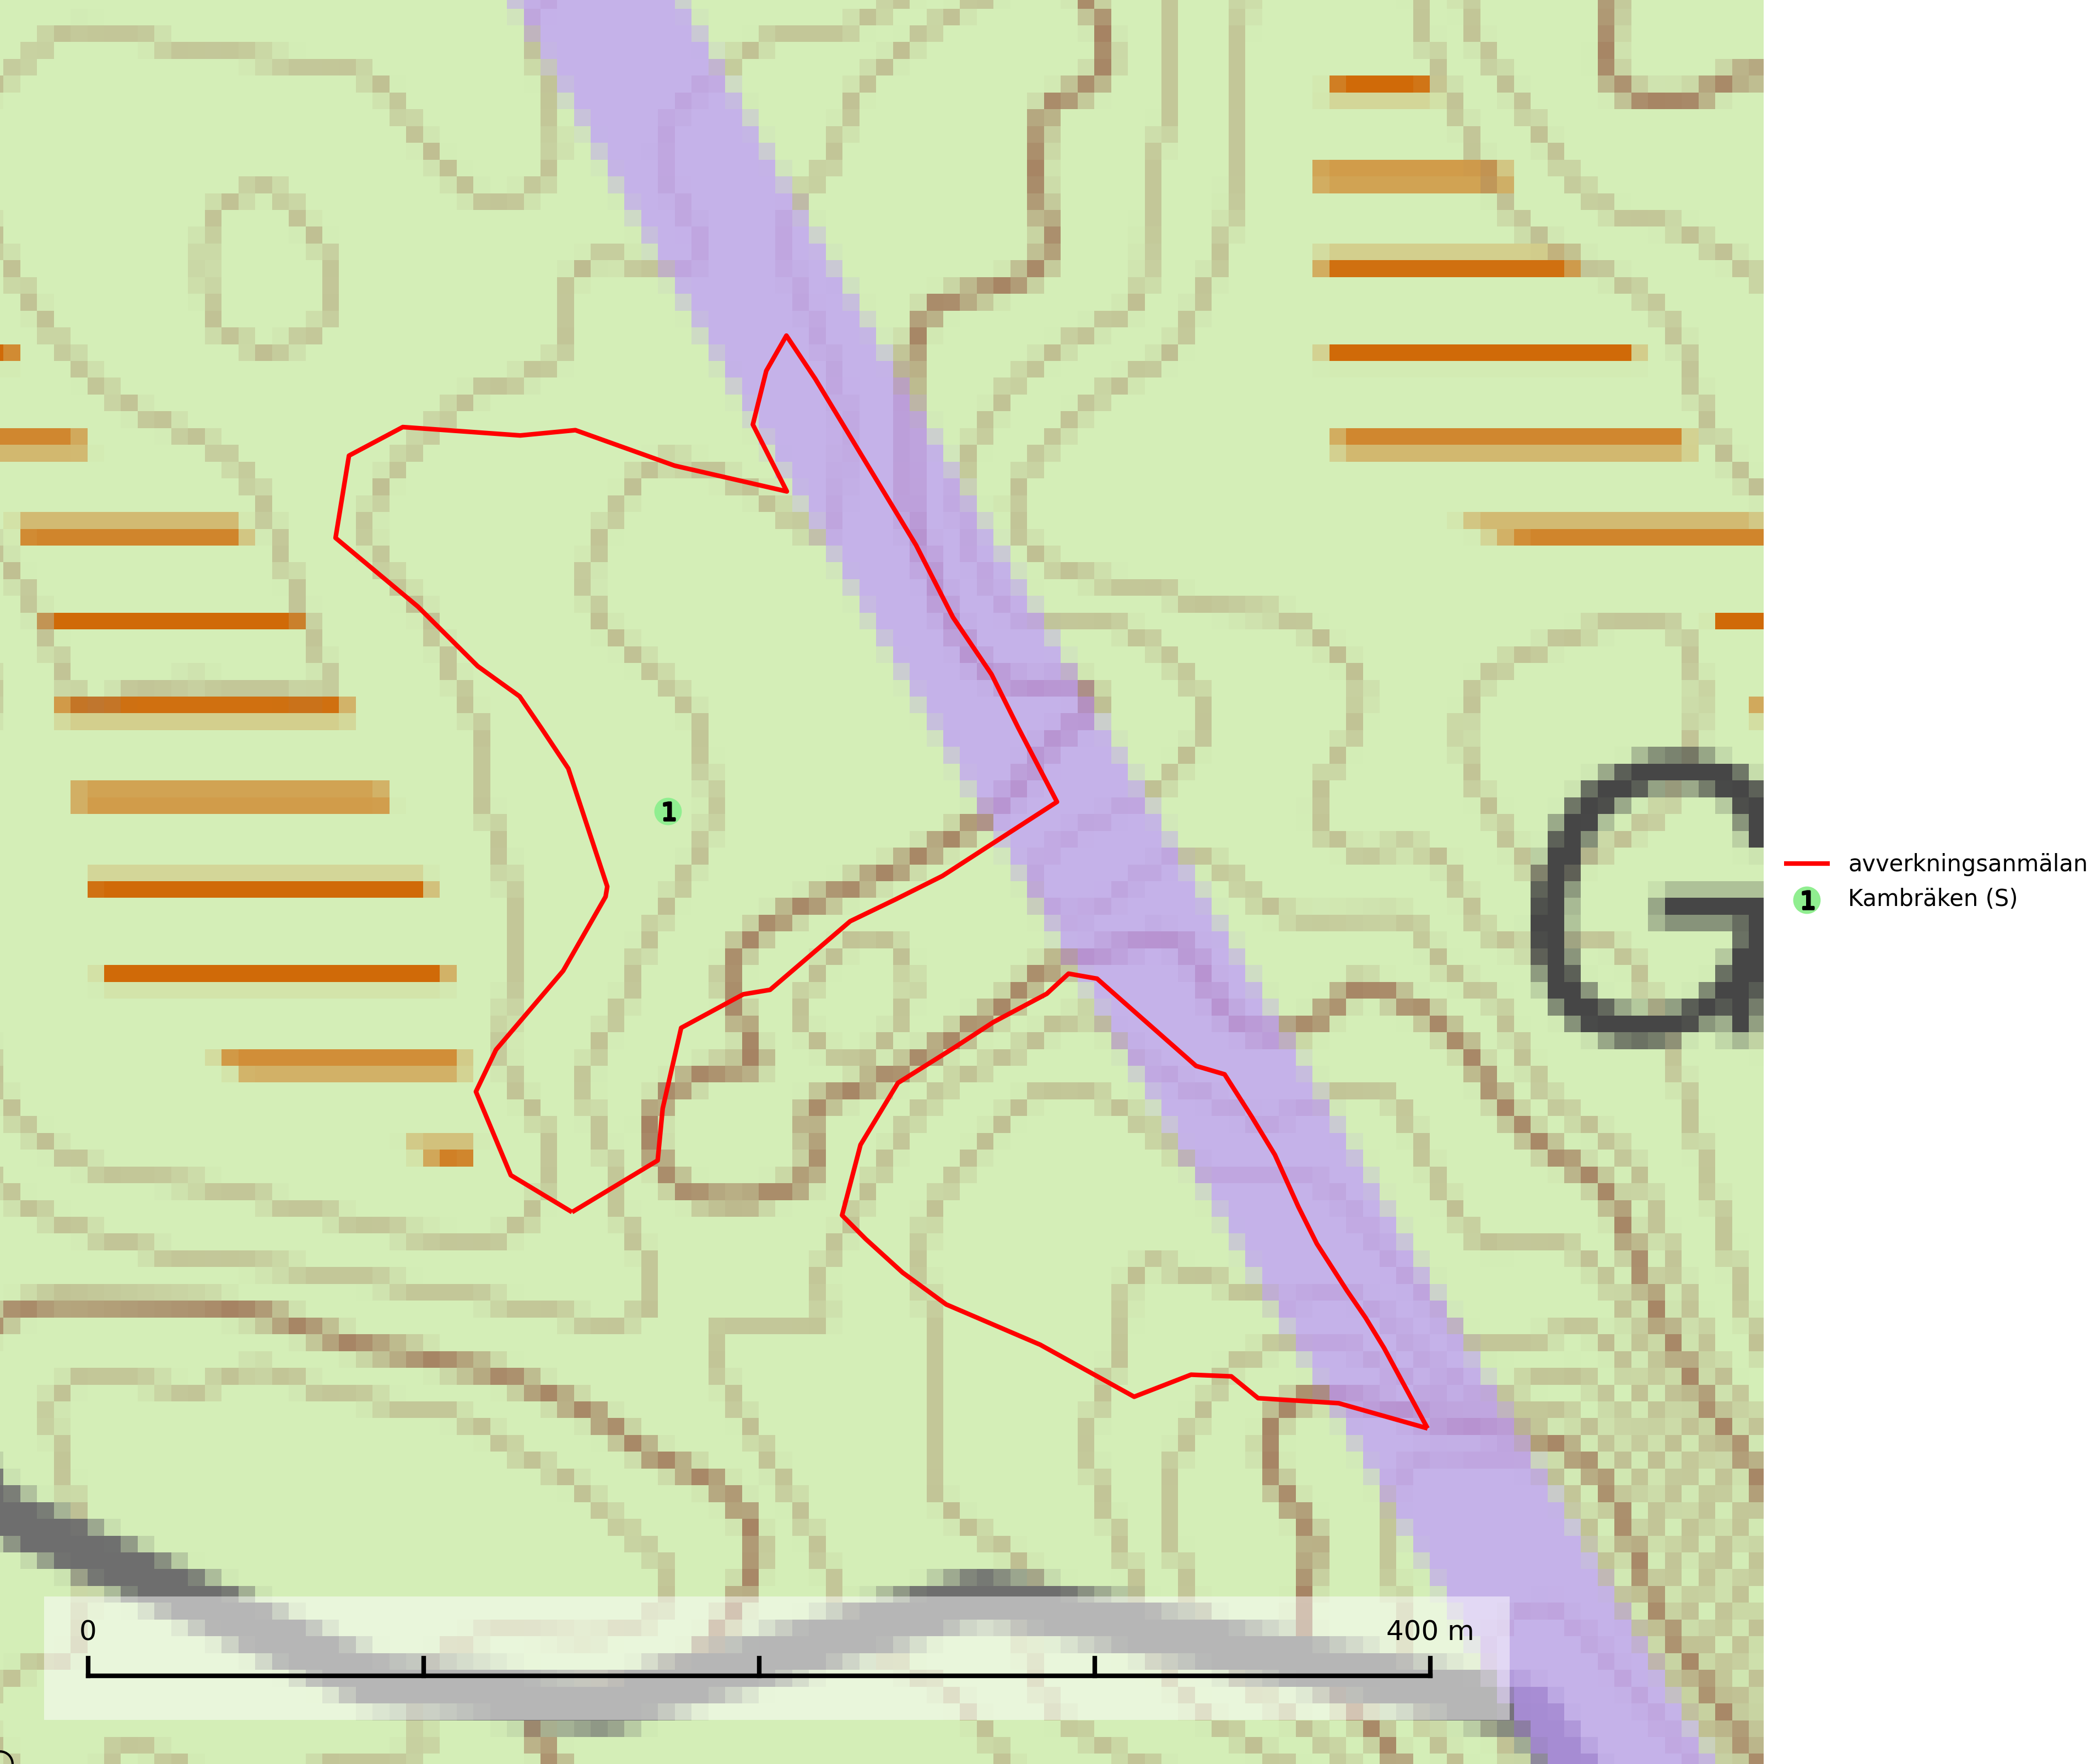 G
avverkningsanmälan
1 Kambräken (S)
1
0 400 m